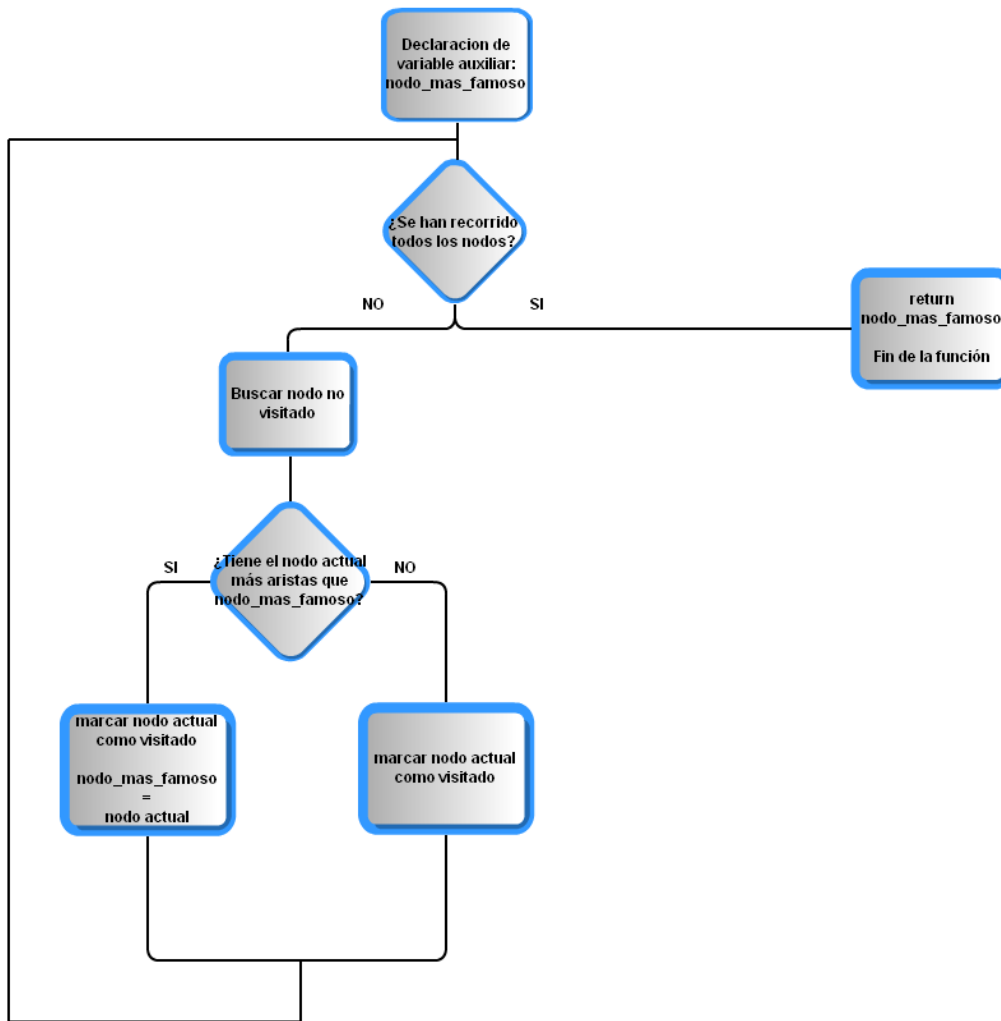 Declaracion de
variable auxiliar:
nodo_mas_famoso
¿Se han recorrido
todos los nodos?
NO
SI
return
nodo_mas_famoso
Fin de la función
Buscar nodo no
visitado
¿Tiene el nodo actual
más aristas que
nodo_mas_famoso?
SI
NO
marcar nodo actual
como visitado
nodo_mas_famoso
=
nodo actual
marcar nodo actual
como visitado